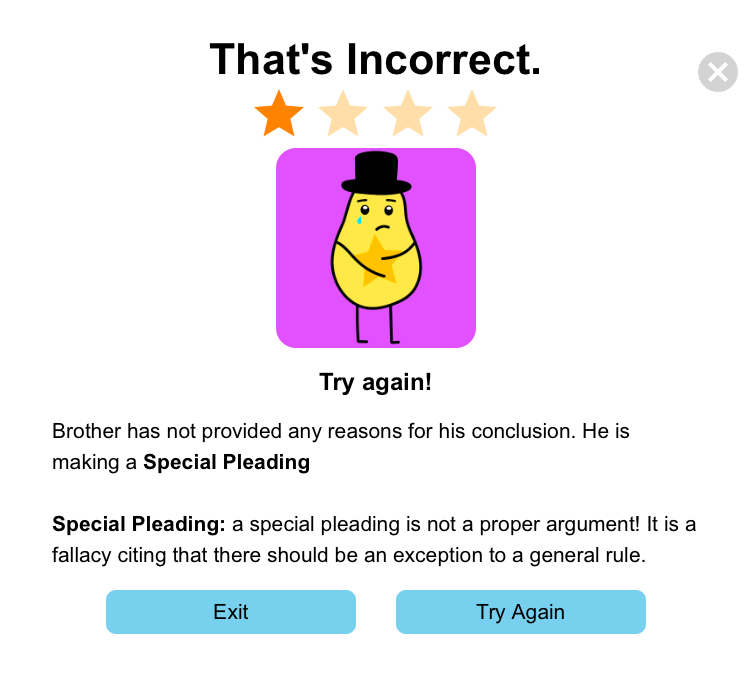 That's Incorrect.
Try again!
Brother has not provided any reasons for his conclusion. He is
making a Special Pleading
Special Pleading: a special pleading is not a proper argument! It is a
fallacy citing that there should be an exception to a general rule.
Exit
Try Again